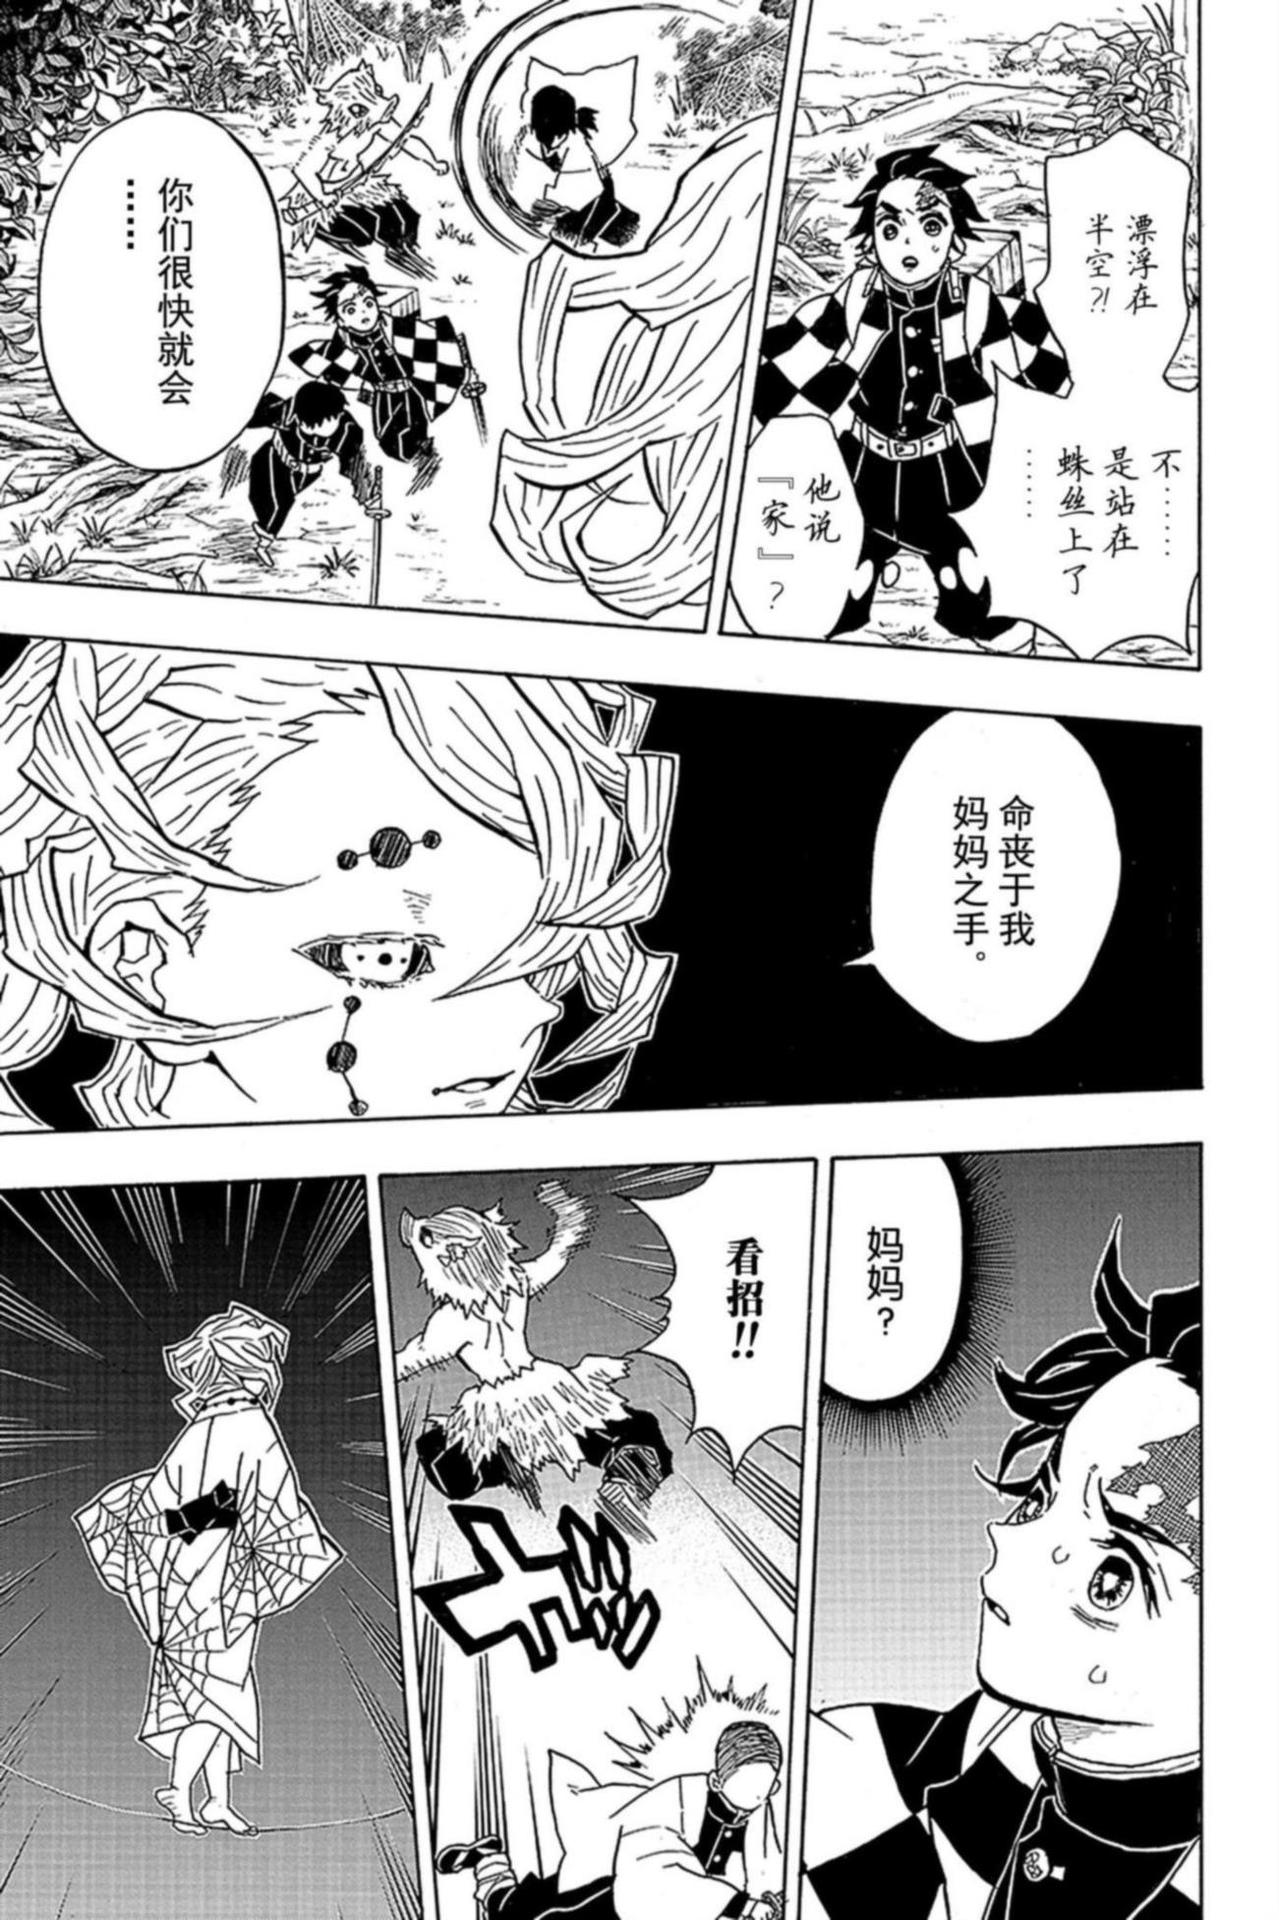 漂浮在
半空?!
不……
是站在
蛛丝上了
……
他说
『家』?
你们很快就会
……
命丧于我
妈妈之手。
妈妈?
看招!!